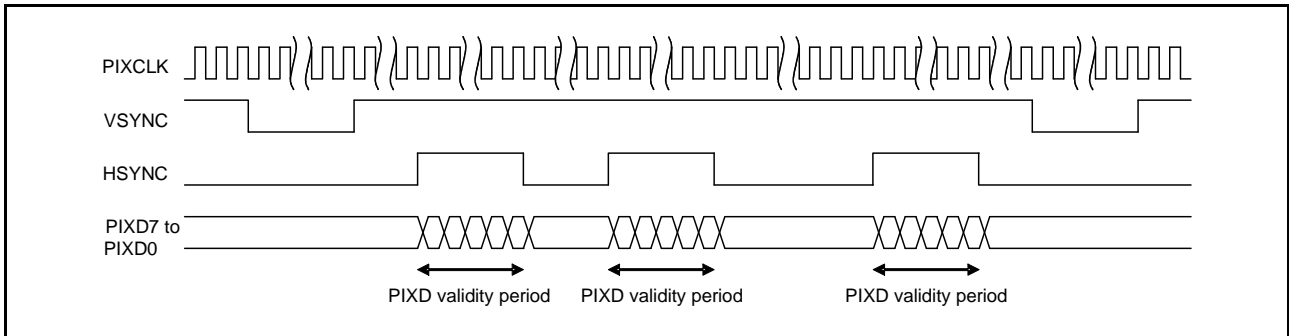 PIXCLK
VSYNC
HSYNC
PIXD7 to
PIXD0
PIXD validity period PIXD validity period PIXD validity period